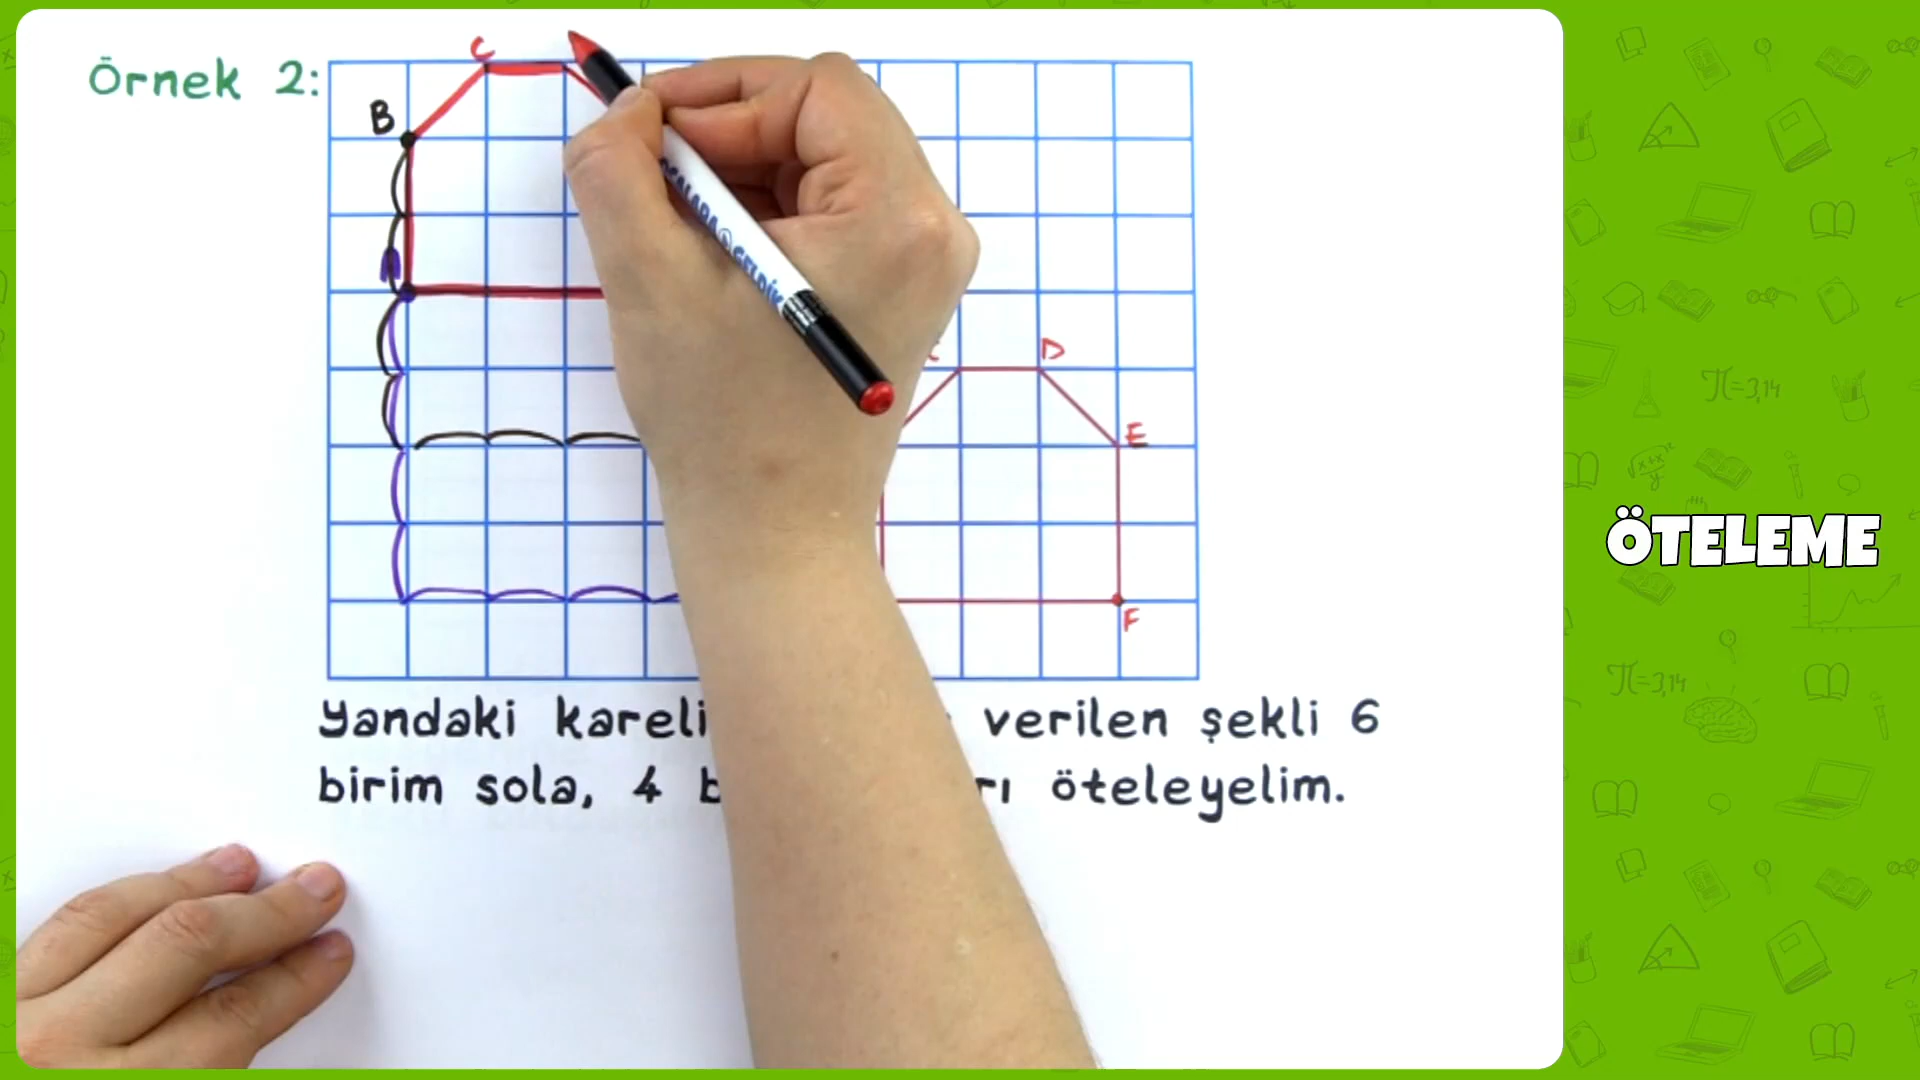 Örnek 2:
C
B
D
E
F
Yandaki kareli verilen şekli 6
birim sola, 4 öteleyelim.
ÖTELEME
π=3,14
π=3,14